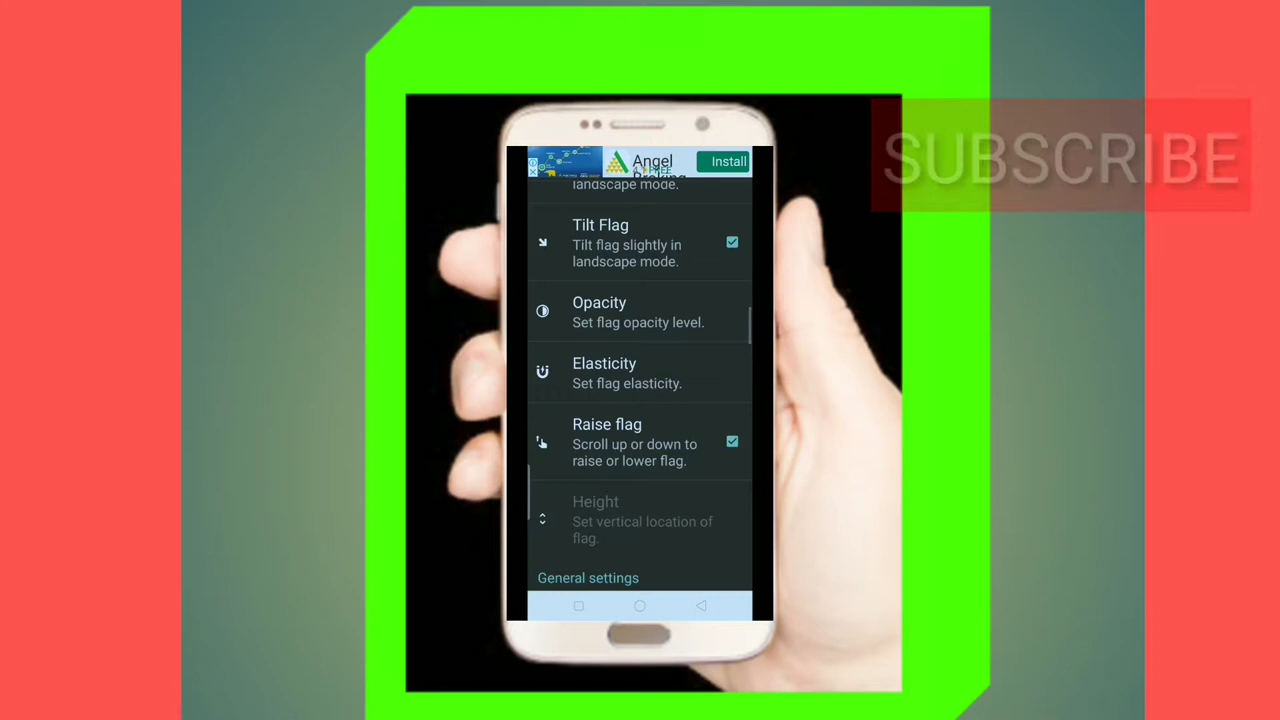 SUBSCRIBE
Angel
Install
landscape mode.
Tilt Flag
Tilt flag slightly in
landscape mode.
Opacity
Set flag opacity level.
Elasticity
Set flag elasticity.
Raise flag
Scroll up or down to
raise or lower flag.
Height
Set vertical location of
flag.
General settings